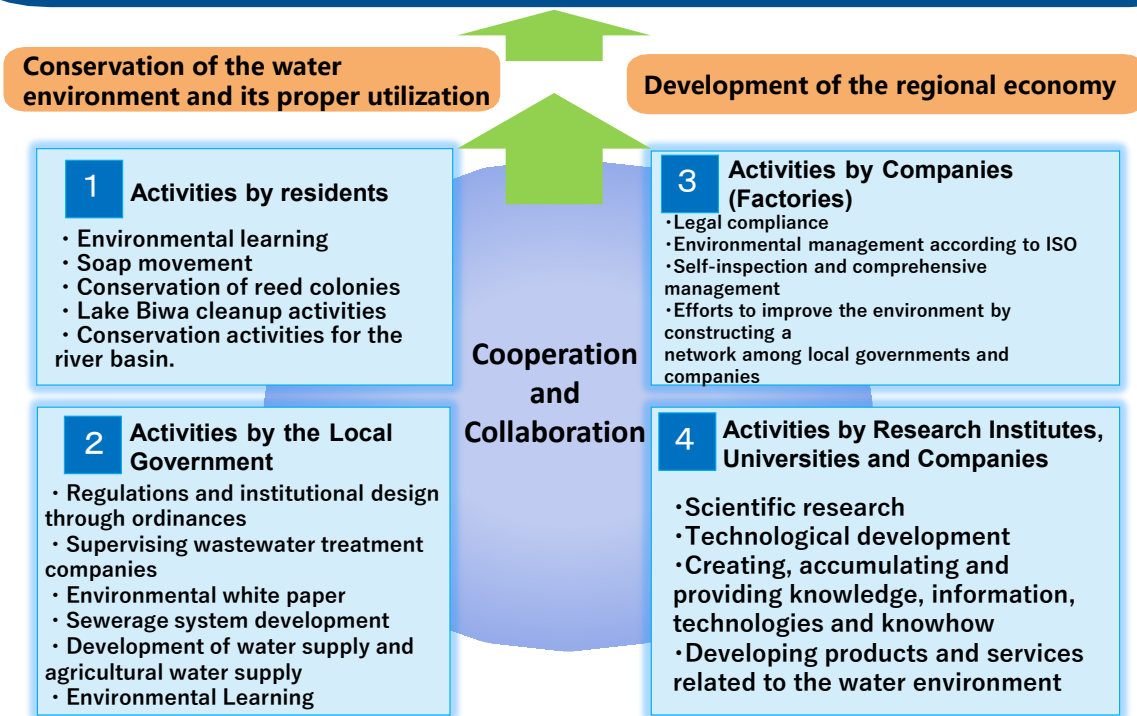 Conservation of the water
environment and its proper utilization
Development of the regional economy
1
Activities by residents
・Environmental learning
・Soap movement
・Conservation of reed colonies
・Lake Biwa cleanup activities
・Conservation activities for the
river basin.
2
Activities by the Local
Government
・Regulations and institutional design
through ordinances
・Supervising wastewater treatment
companies
・Environmental white paper
・Sewerage system development
・Development of water supply and
agricultural water supply
・Environmental Learning
Cooperation
and
Collaboration
3
Activities by Companies
(Factories)
・Legal compliance
・Environmental management according to ISO
・Self-inspection and comprehensive
management
・Efforts to improve the environment by
constructing a
network among local governments and
companies
4
Activities by Research Institutes,
Universities and Companies
・Scientific research
・Technological development
・Creating, accumulating and
providing knowledge, information,
technologies and knowhow
・Developing products and services
related to the water environment